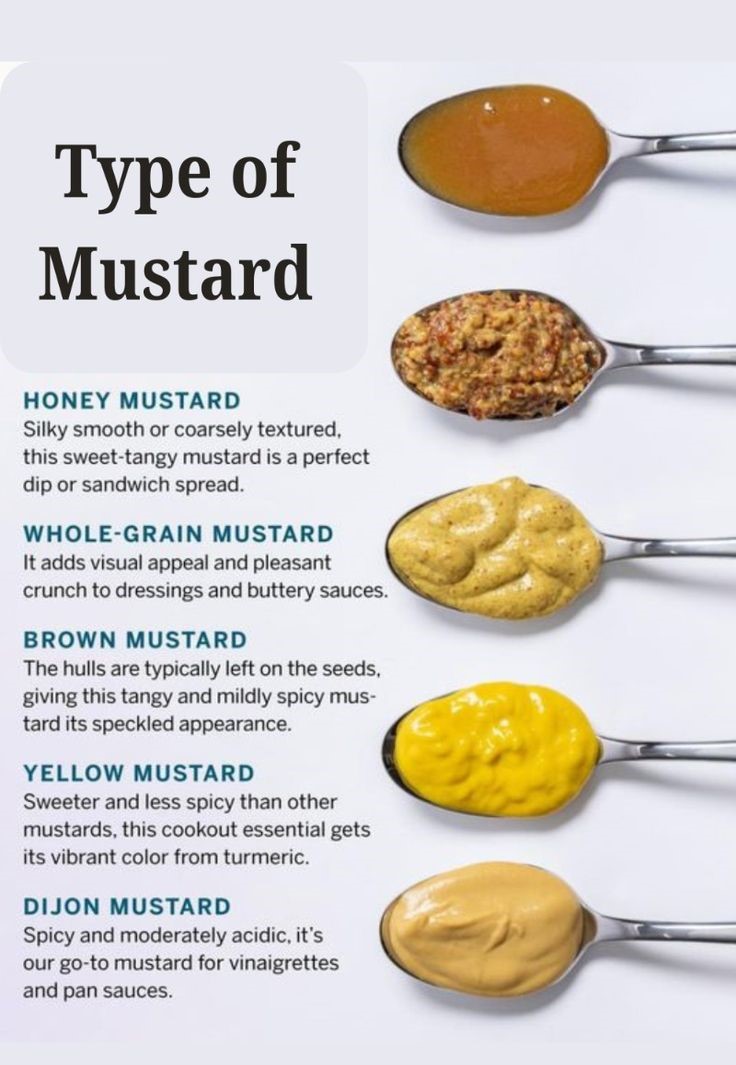 Type of
Mustard
HONEY MUSTARD
Silky smooth or coarsely textured,
this sweet-tangy mustard is a perfect
dip or sandwich spread.
WHOLE-GRAIN MUSTARD
It adds visual appeal and pleasant
crunch to dressings and buttery sauces.
BROWN MUSTARD
The hulls are typically left on the seeds,
giving this tangy and mildly spicy mus-
tard its speckled appearance.
YELLOW MUSTARD
Sweeter and less spicy than other
mustards, this cookout essential gets
its vibrant color from turmeric.
DIJON MUSTARD
Spicy and moderately acidic, it's
our go-to mustard for vinaigrettes
and pan sauces.